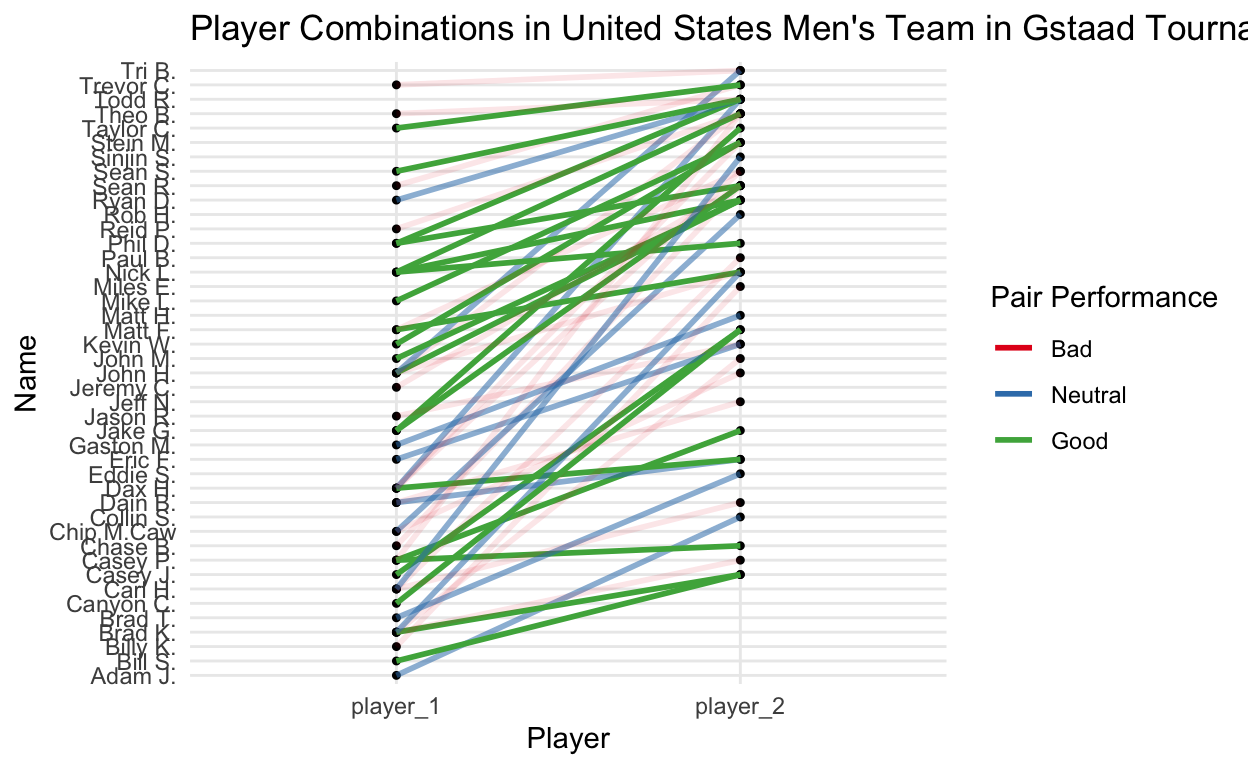 Player Combinations in United States Men's Team in Gstaad Tourna
Tri B.
Trevor C.
Todd R.
Theo B.
Taylor C.
Stein M.
Sinjin S.
Sean S.
Sean R.
Ryan D.
Rob H.
Reid P.
Phil D.
Paul B.
Nick L.
Miles E.
Mike L.
Matt H.
Matt F.
Kevin W.
John M.
John H.
Jeremy C.
Jeff N.
Jason R.
Jake G.
Gaston M.
Eric F.
Eddie S.
Dax H.
Dain B.
Collin S.
Chip M.Caw
Chase B.
Casey P.
Casey J.
Carl H.
Canyon C.
Brad T.
Brad K.
Billy K.
Bill S.
Adam J.
Name
player_1
player_2
Player
Pair Performance
Bad
Neutral
Good